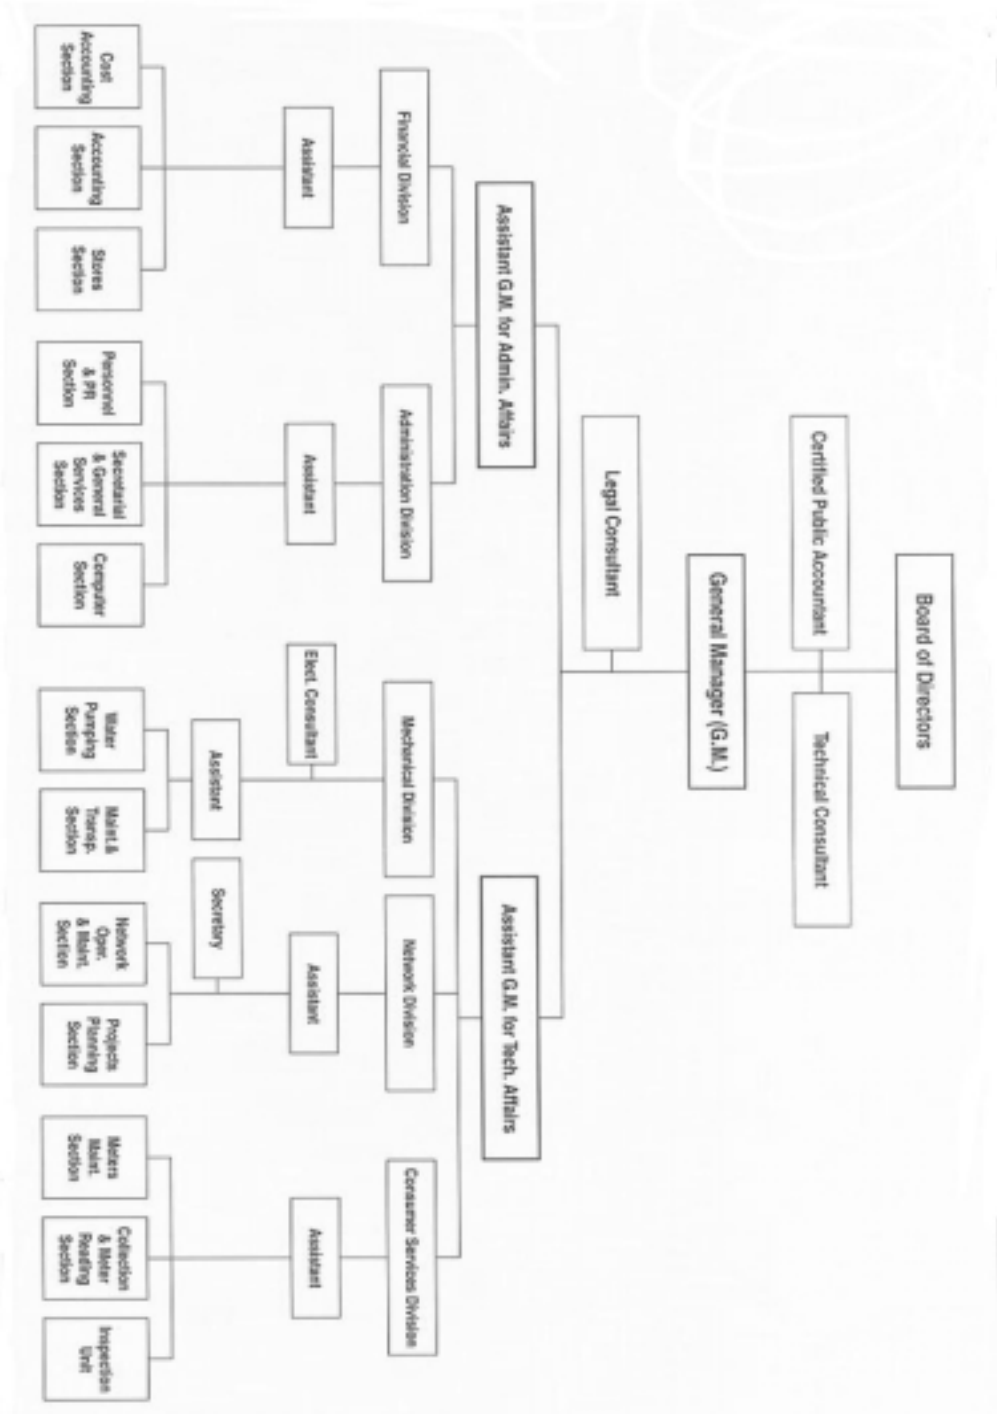 Board of Directors
Certified Public Accountant
Technical Consultant
General Manager (G.M.)
Legal Consultant
Assistant G.M. for Admin. Affairs
Assistant G.M. for Tech. Affairs
Financial Division
Administration Division
Mechanical Division
Network Division
Consumer Services Division
Assistant
Assistant
Elect. Consultant
Assistant
Assistant
Assistant
Secretary
Cost
Accounting
Section
Accounting
Section
Stores
Section
Personnel
& PR
Section
Secretarial
& General
Services
Section
Computer
Section
Water
Pumping
Section
Maint.&
Transp.
Section
Network
Oper.
& Maint.
Section
Projects
Planning
Section
Meters
Maint.
Section
Collection
& Meter
Reading
Section
Inspection
Unit